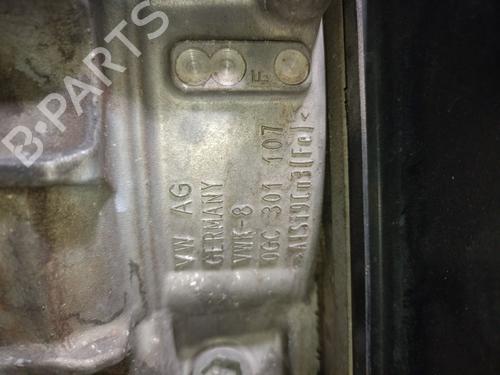 B-PARTS
F
VW AG
GERMANY
VWK-8
0GC 301 107
>AlSi9Cu3(Fe)<